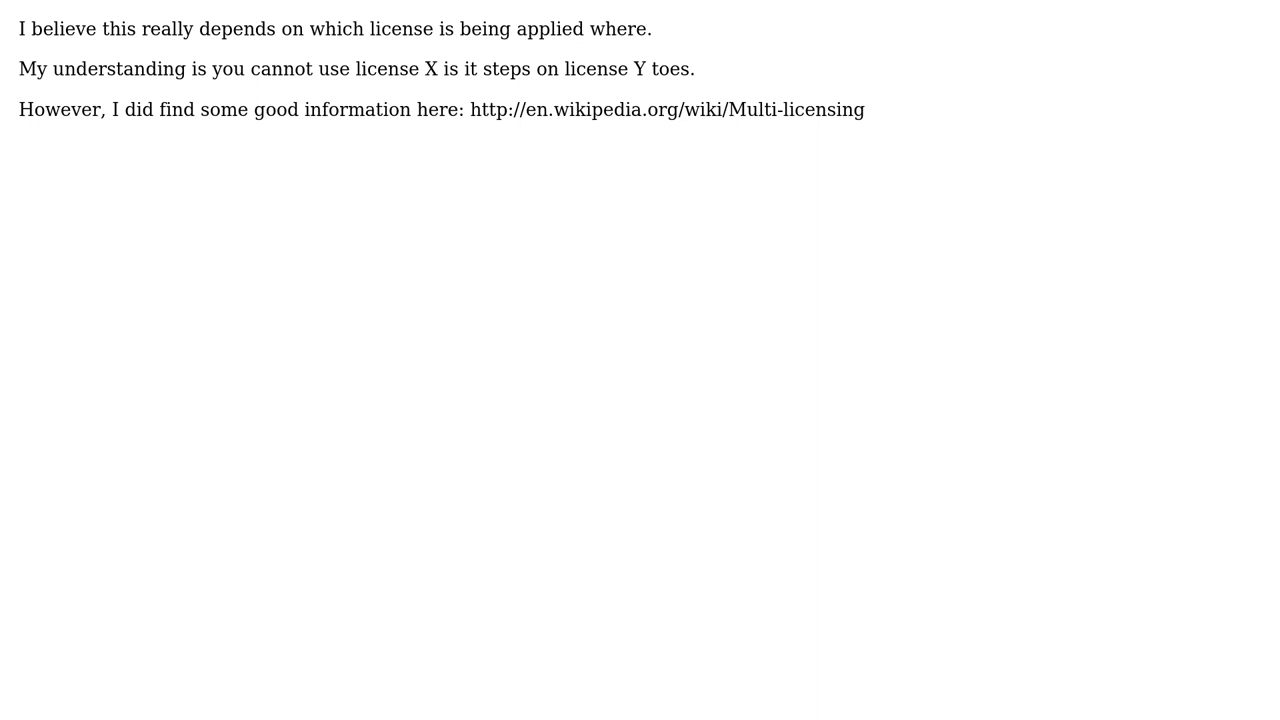 I believe this really depends on which license is being applied where.
My understanding is you cannot use license X is it steps on license Y toes.
However, I did find some good information here: http://en.wikipedia.org/wiki/Multi-licensing